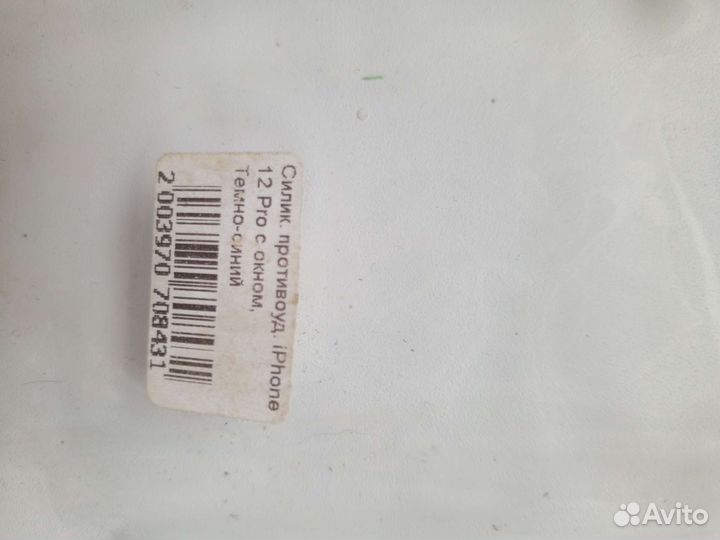 Силик. противоуд. iPhone
12 Pro с окном,
Темно-синий
2 003970 708431
Avito